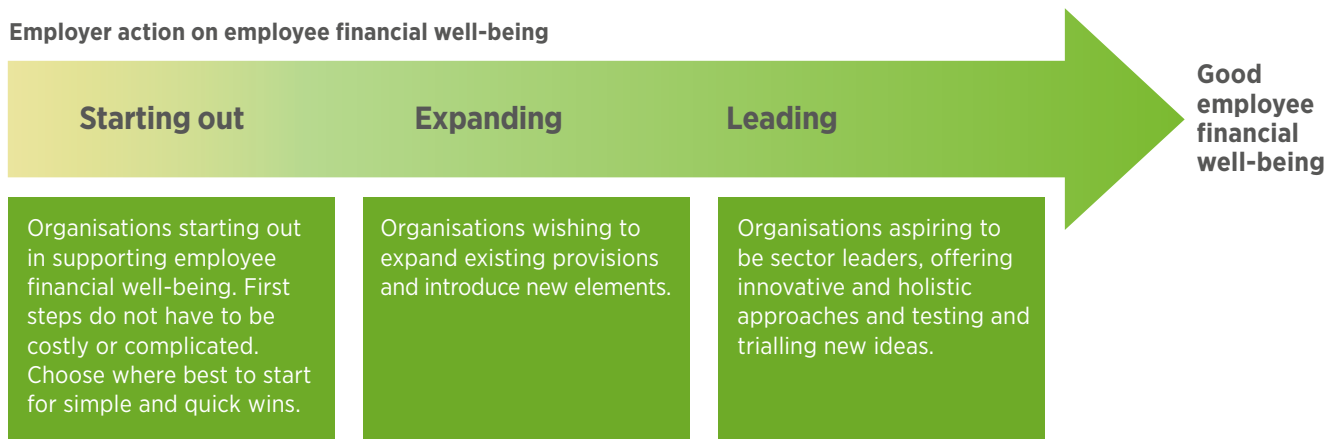 Employer action on employee financial well-being
Starting out
Expanding
Leading
Good
employee
financial
well-being
Organisations starting out
in supporting employee
financial well-being. First
steps do not have to be
costly or complicated.
Choose where best to start
for simple and quick wins.
Organisations wishing to
expand existing provisions
and introduce new elements.
Organisations aspiring to
be sector leaders, offering
innovative and holistic
approaches and testing and
trialling new ideas.